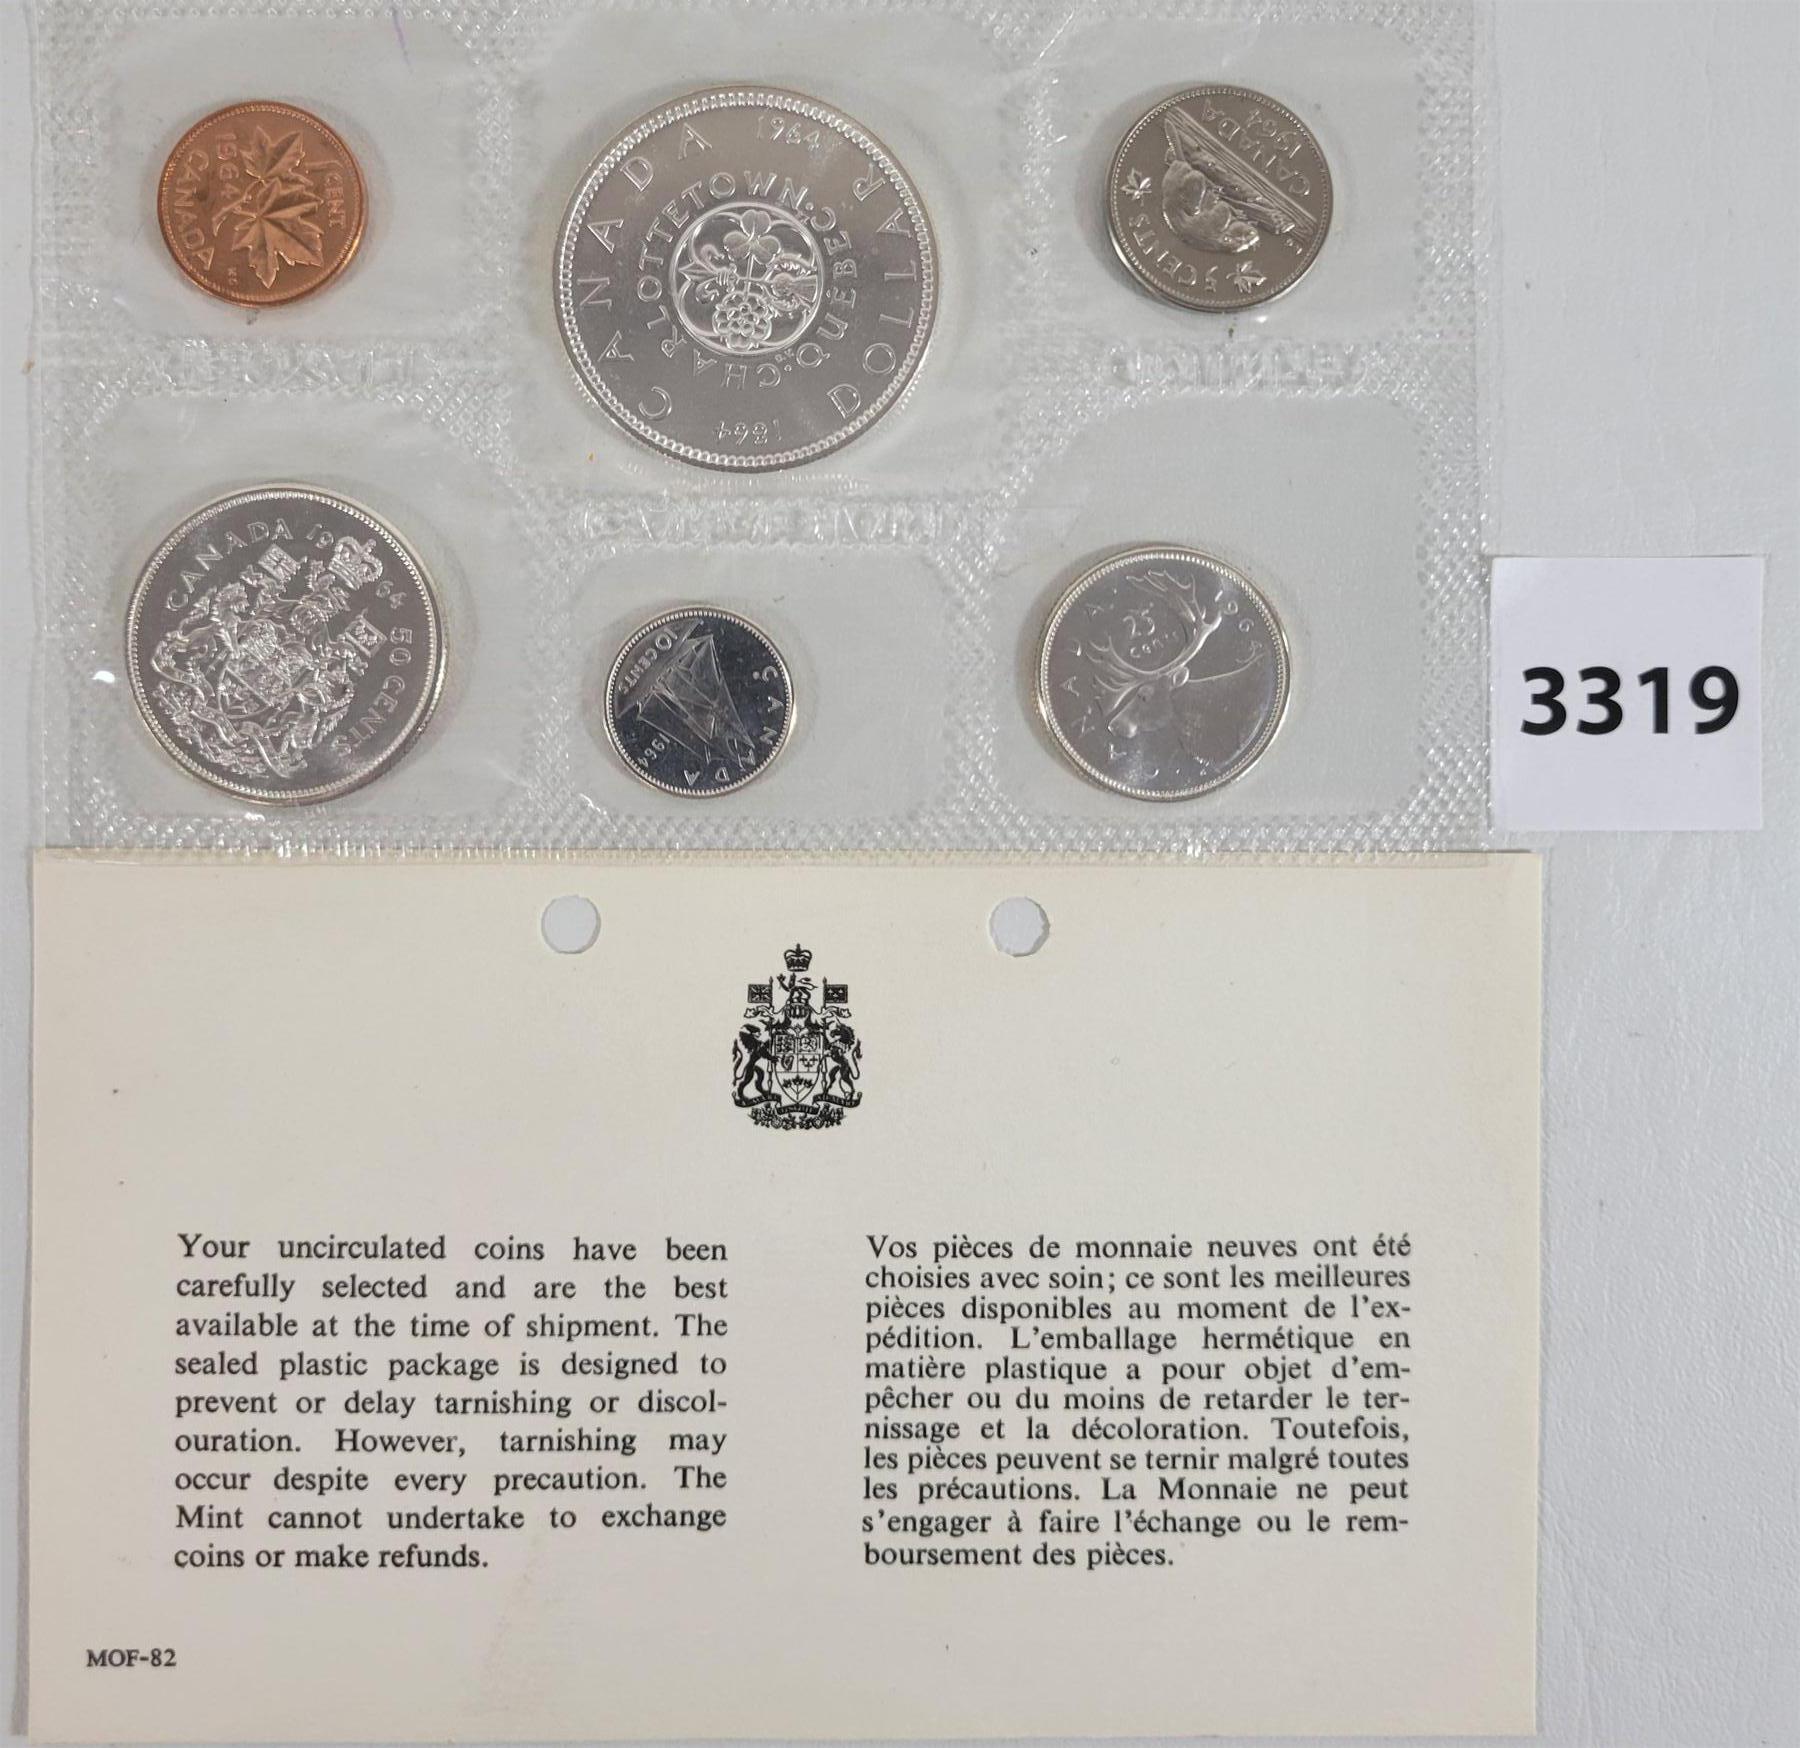 1 CENT
1964
CANADA
CANADA 1964 DOLLAR
CHARLOTTETOWN · QUÉBEC ·
1864
CANADA
1964
5 CENTS
CANADA 1964 50 CENTS
CANADA
10 CENTS
1964
CANADA 1964
25
cents
3319
Your uncirculated coins have been
carefully selected and are the best
available at the time of shipment. The
sealed plastic package is designed to
prevent or delay tarnishing or discol-
ouration. However, tarnishing may
occur despite every precaution. The
Mint cannot undertake to exchange
coins or make refunds.
Vos pièces de monnaie neuves ont été
choisies avec soin; ce sont les meilleures
pièces disponibles au moment de l'ex-
pédition. L'emballage hermétique en
matière plastique a pour objet d'em-
pêcher ou du moins de retarder le ter-
nissage et la décoloration. Toutefois,
les pièces peuvent se ternir malgré toutes
les précautions. La Monnaie ne peut
s'engager à faire l'échange ou le rem-
boursement des pièces.
MOF-82